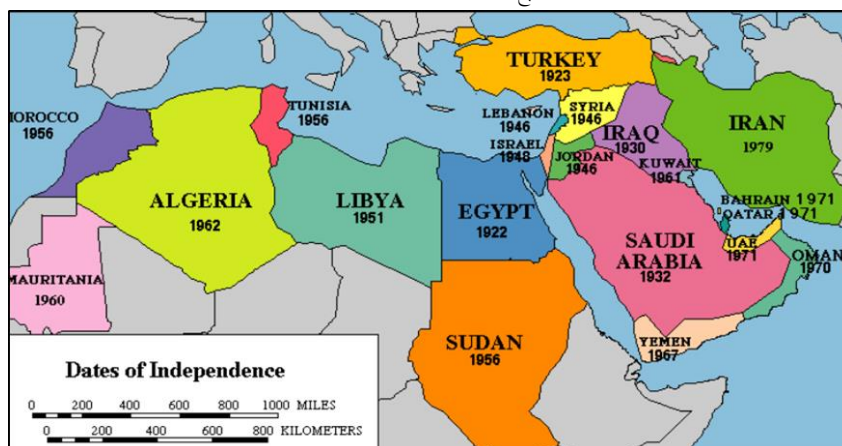 TURKEY
1923
MOROCCO
1956
TUNISIA
1956
LEBANON
1946
SYRIA
1946
ISRAEL
1948
IRAQ
1930
IRAN
1979
JORDAN
1946
KUWAIT
1961
ALGERIA
1962
LIBYA
1951
EGYPT
1922
BAHRAIN 1971
QATAR 1971
SAUDI
ARABIA
1932
UAE
1971
OMAN
1970
MAURITANIA
1960
SUDAN
1956
YEMEN
1967
Dates of Independence
0 200 400 600 800 1000 MILES
0 200 400 600 800 KILOMETERS